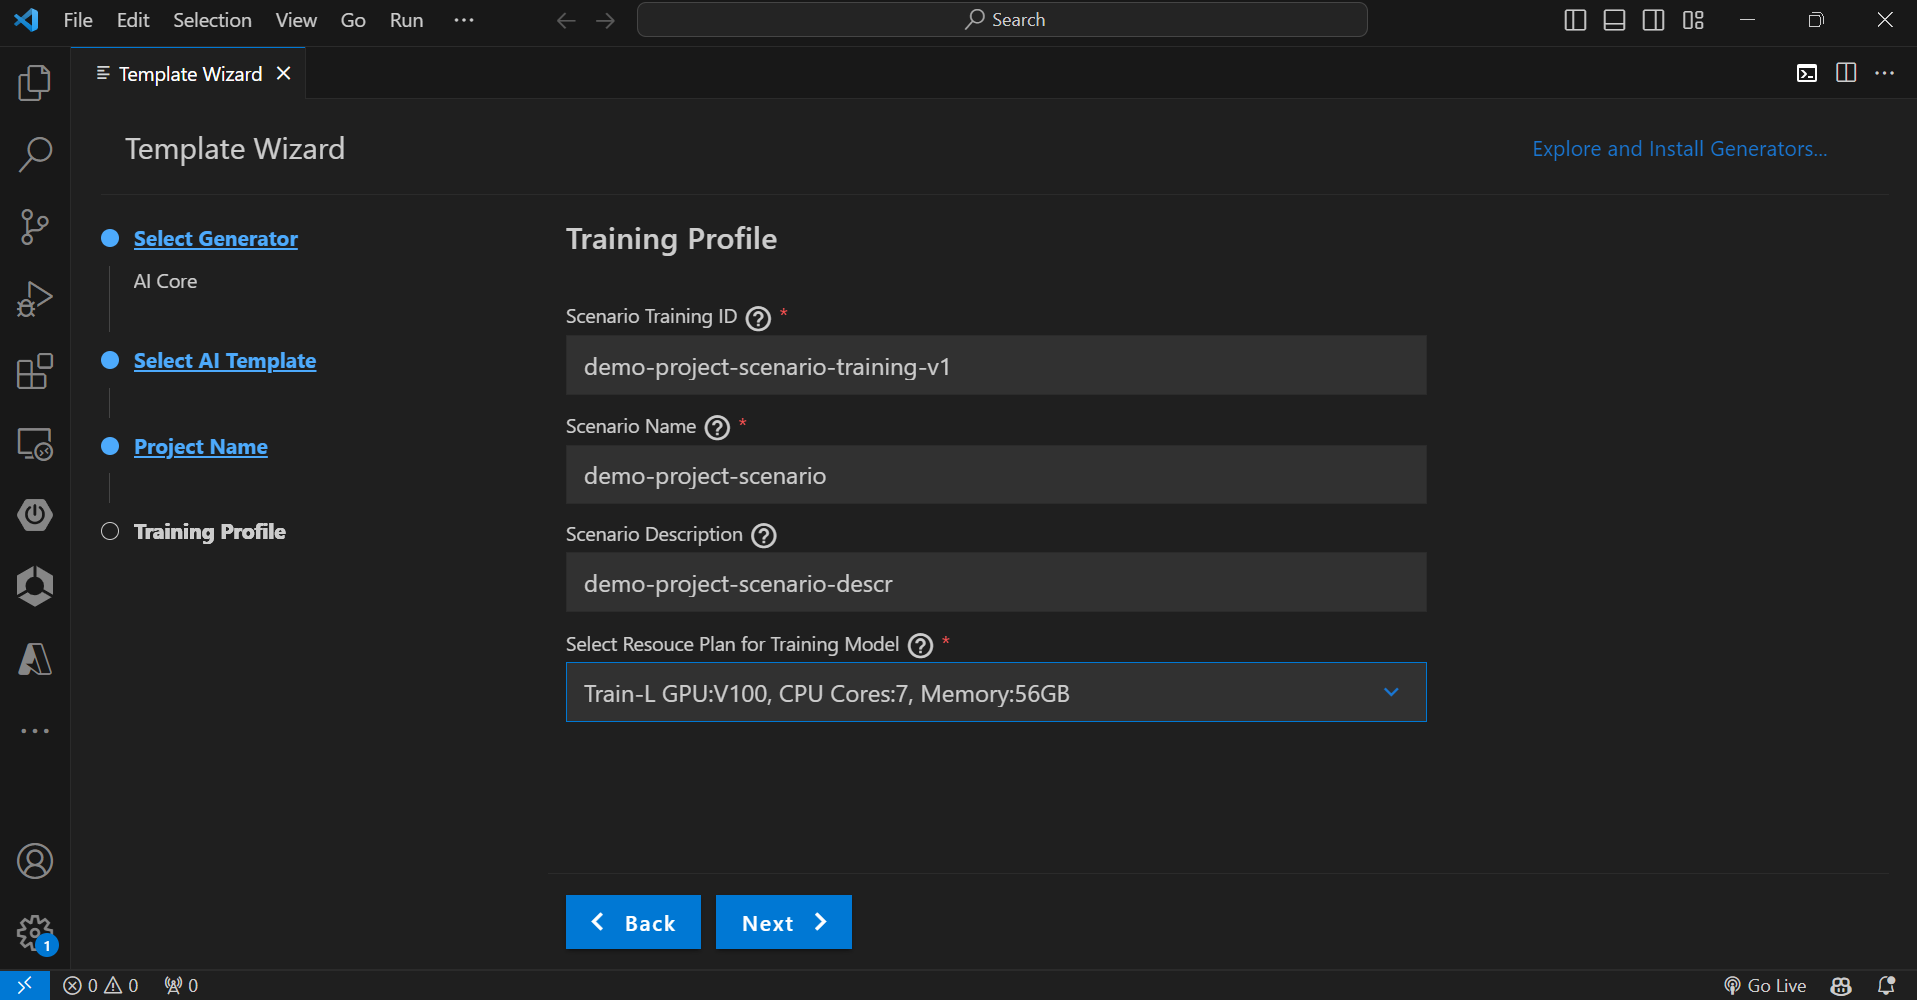 File Edit Selection View Go Run ···
Search
Template Wizard
Template Wizard
Explore and Install Generators...
Select Generator
AI Core
Select AI Template
Project Name
Training Profile
Training Profile
Scenario Training ID *
demo-project-scenario-training-v1
Scenario Name *
demo-project-scenario
Scenario Description
demo-project-scenario-descr
Select Resouce Plan for Training Model *
Train-L GPU:V100, CPU Cores:7, Memory:56GB
Back Next
1
0 0 0 Go Live